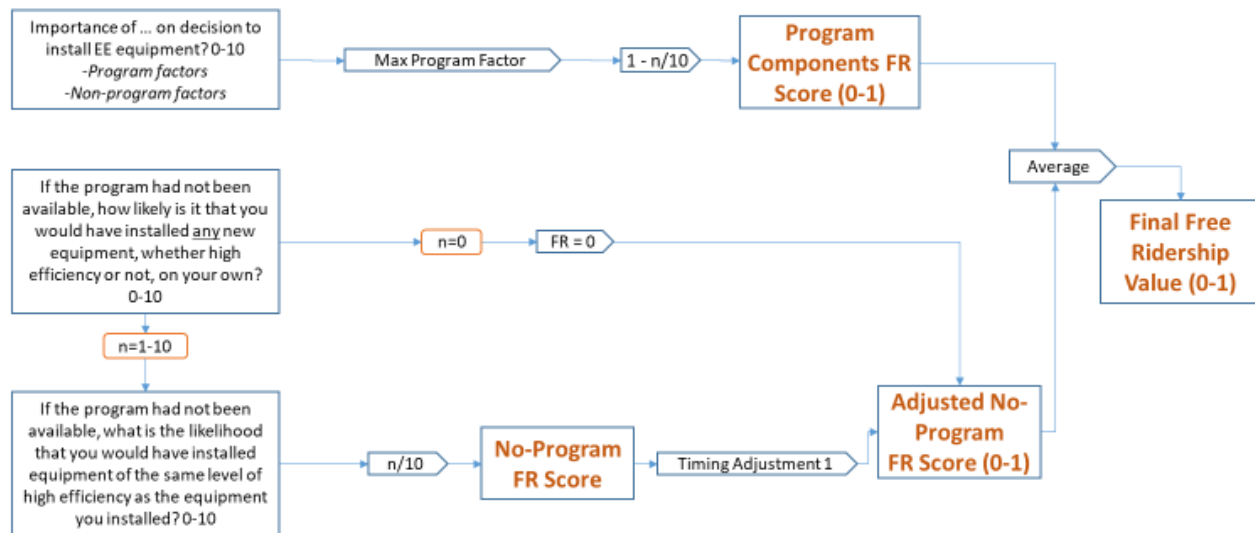 Importance of ... on decision to
install EE equipment? 0-10
-Program factors
-Non-program factors
Max Program Factor
1 - n/10
Program
Components FR
Score (0-1)
Average
If the program had not been
available, how likely is it that you
would have installed any new
equipment, whether high
efficiency or not, on your own?
0-10
n=0
FR = 0
Final Free
Ridership
Value (0-1)
n=1-10
If the program had not been
available, what is the likelihood
that you would have installed
equipment of the same level of
high efficiency as the equipment
you installed? 0-10
n/10
No-Program
FR Score
Timing Adjustment 1
Adjusted No-
Program
FR Score (0-1)